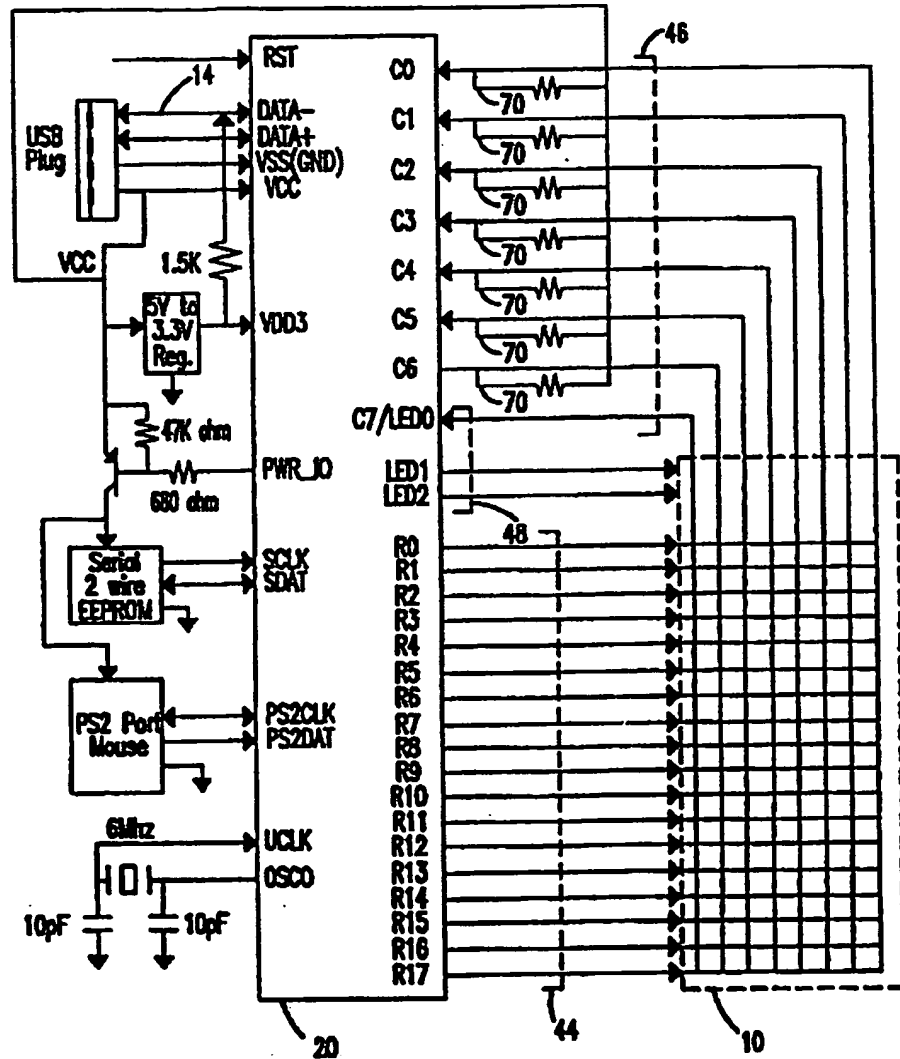 46
RST
C0
14
70
USB
Plug
DATA-
DATA+
VSS(GND)
VCC
C1
70
C2
70
C3
70
VCC
1.5K
C4
70
5V to
3.3V
Reg.
VDD3
C5
70
C6
70
47K ohm
C7/LED0
PWR_IO
680 ohm
LED1
LED2
48
Serial
2 wire
EEPROM
SCLK
SDAT
R0
R1
R2
R3
R4
R5
R6
PS2 Port
Mouse
PS2CLK
PS2DAT
R7
R8
R9
R10
R11
6Mhz
UCLK
OSCO
R12
R13
R14
10pF
10pF
R15
R16
R17
20
44
10